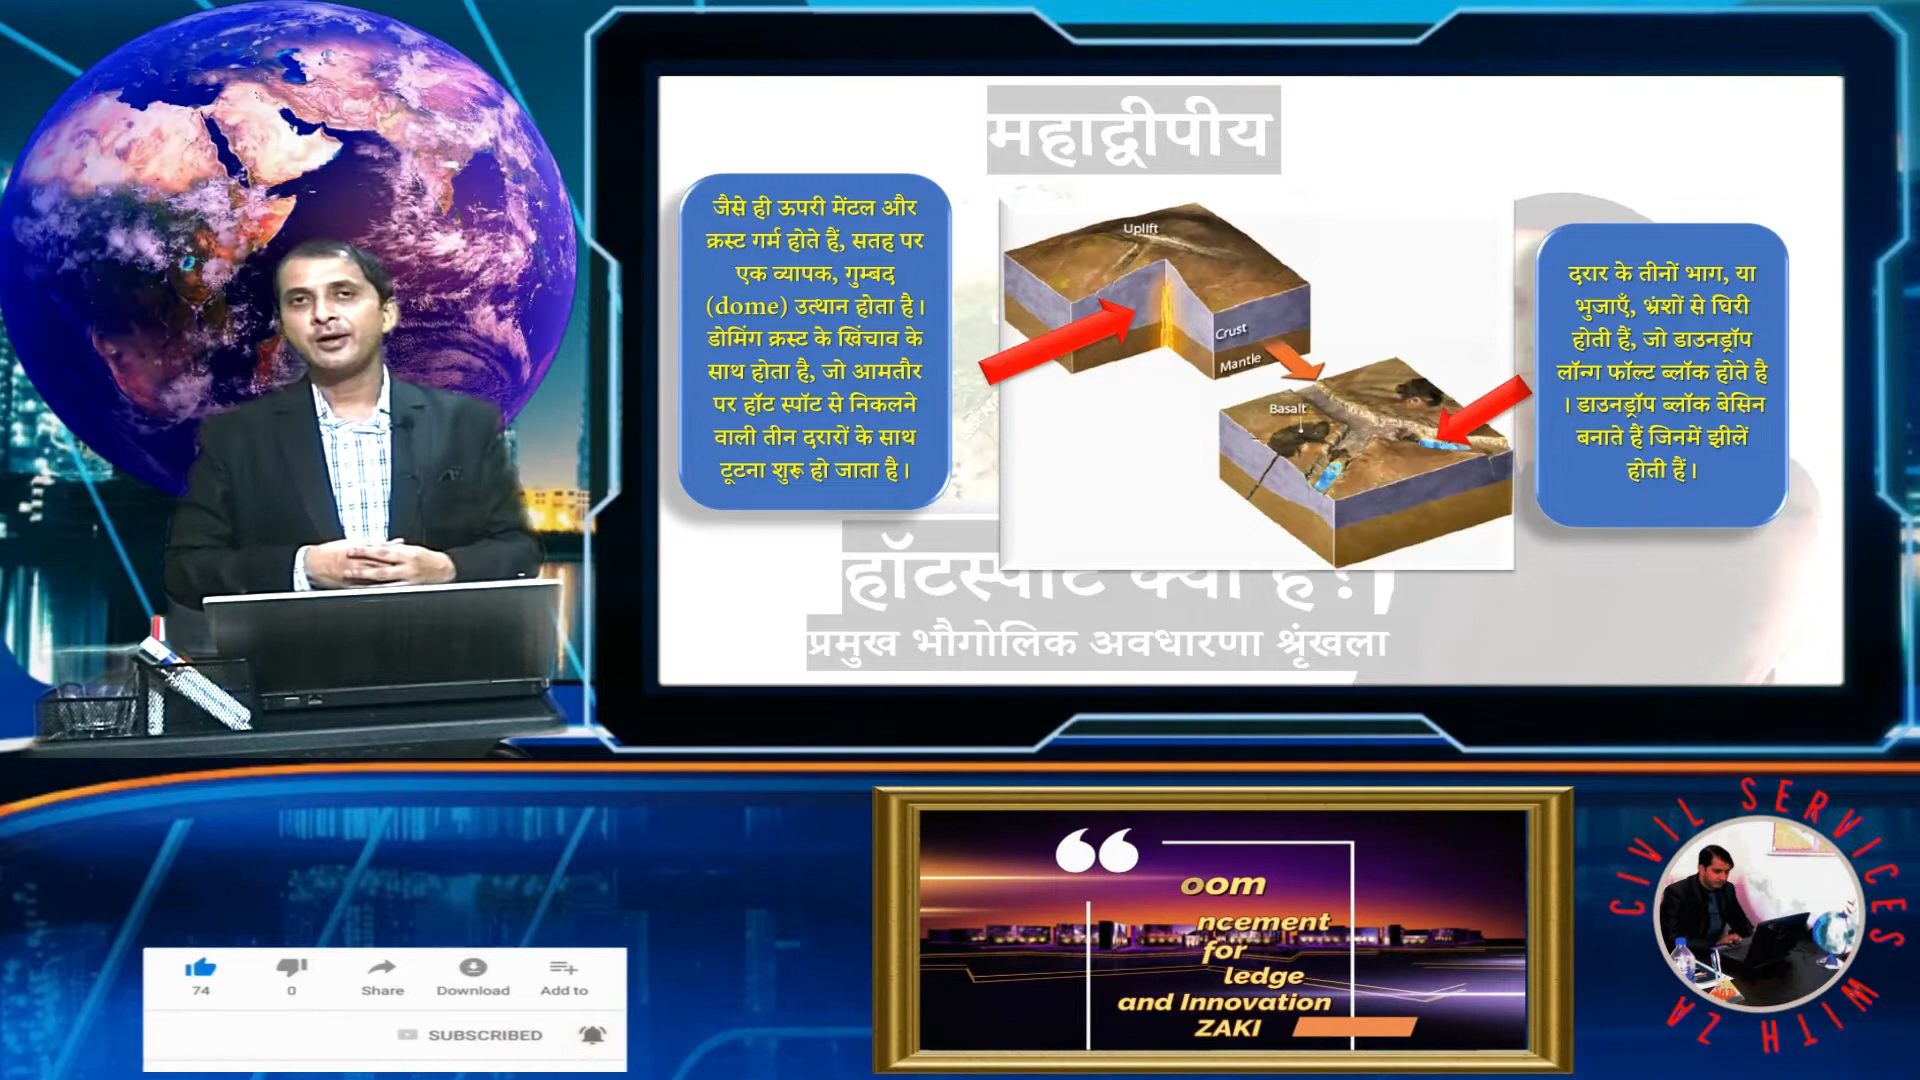 महाद्वीपीय
जैसे ही ऊपरी मेंटल और
क्रस्ट गर्म होते हैं, सतह पर
एक व्यापक, गुम्बद
(dome) उत्थान होता है।
डोमिंग क्रस्ट के खिंचाव के
साथ होता है, जो आमतौर
पर हॉट स्पॉट से निकलने
वाली तीन दरारों के साथ
टूटना शुरू हो जाता है।
Uplift
Crust
Mantle
Basalt
दरार के तीनों भाग, या
भुजाएँ, भ्रंशों से घिरी
होती हैं, जो डाउनड्रॉप
लॉन्ग फॉल्ट ब्लॉक होते है
। डाउनड्रॉप ब्लॉक बेसिन
बनाते हैं जिनमें झीलें
होती हैं।
हॉटस्पॉट क्या है?
प्रमुख भौगोलिक अवधारणा श्रृंखला
74
0
Share
Download
Add to
SUBSCRIBED
oom
ncement
for
ledge
and Innovation
ZAKI
CIVIL SERVICES WITH ZA